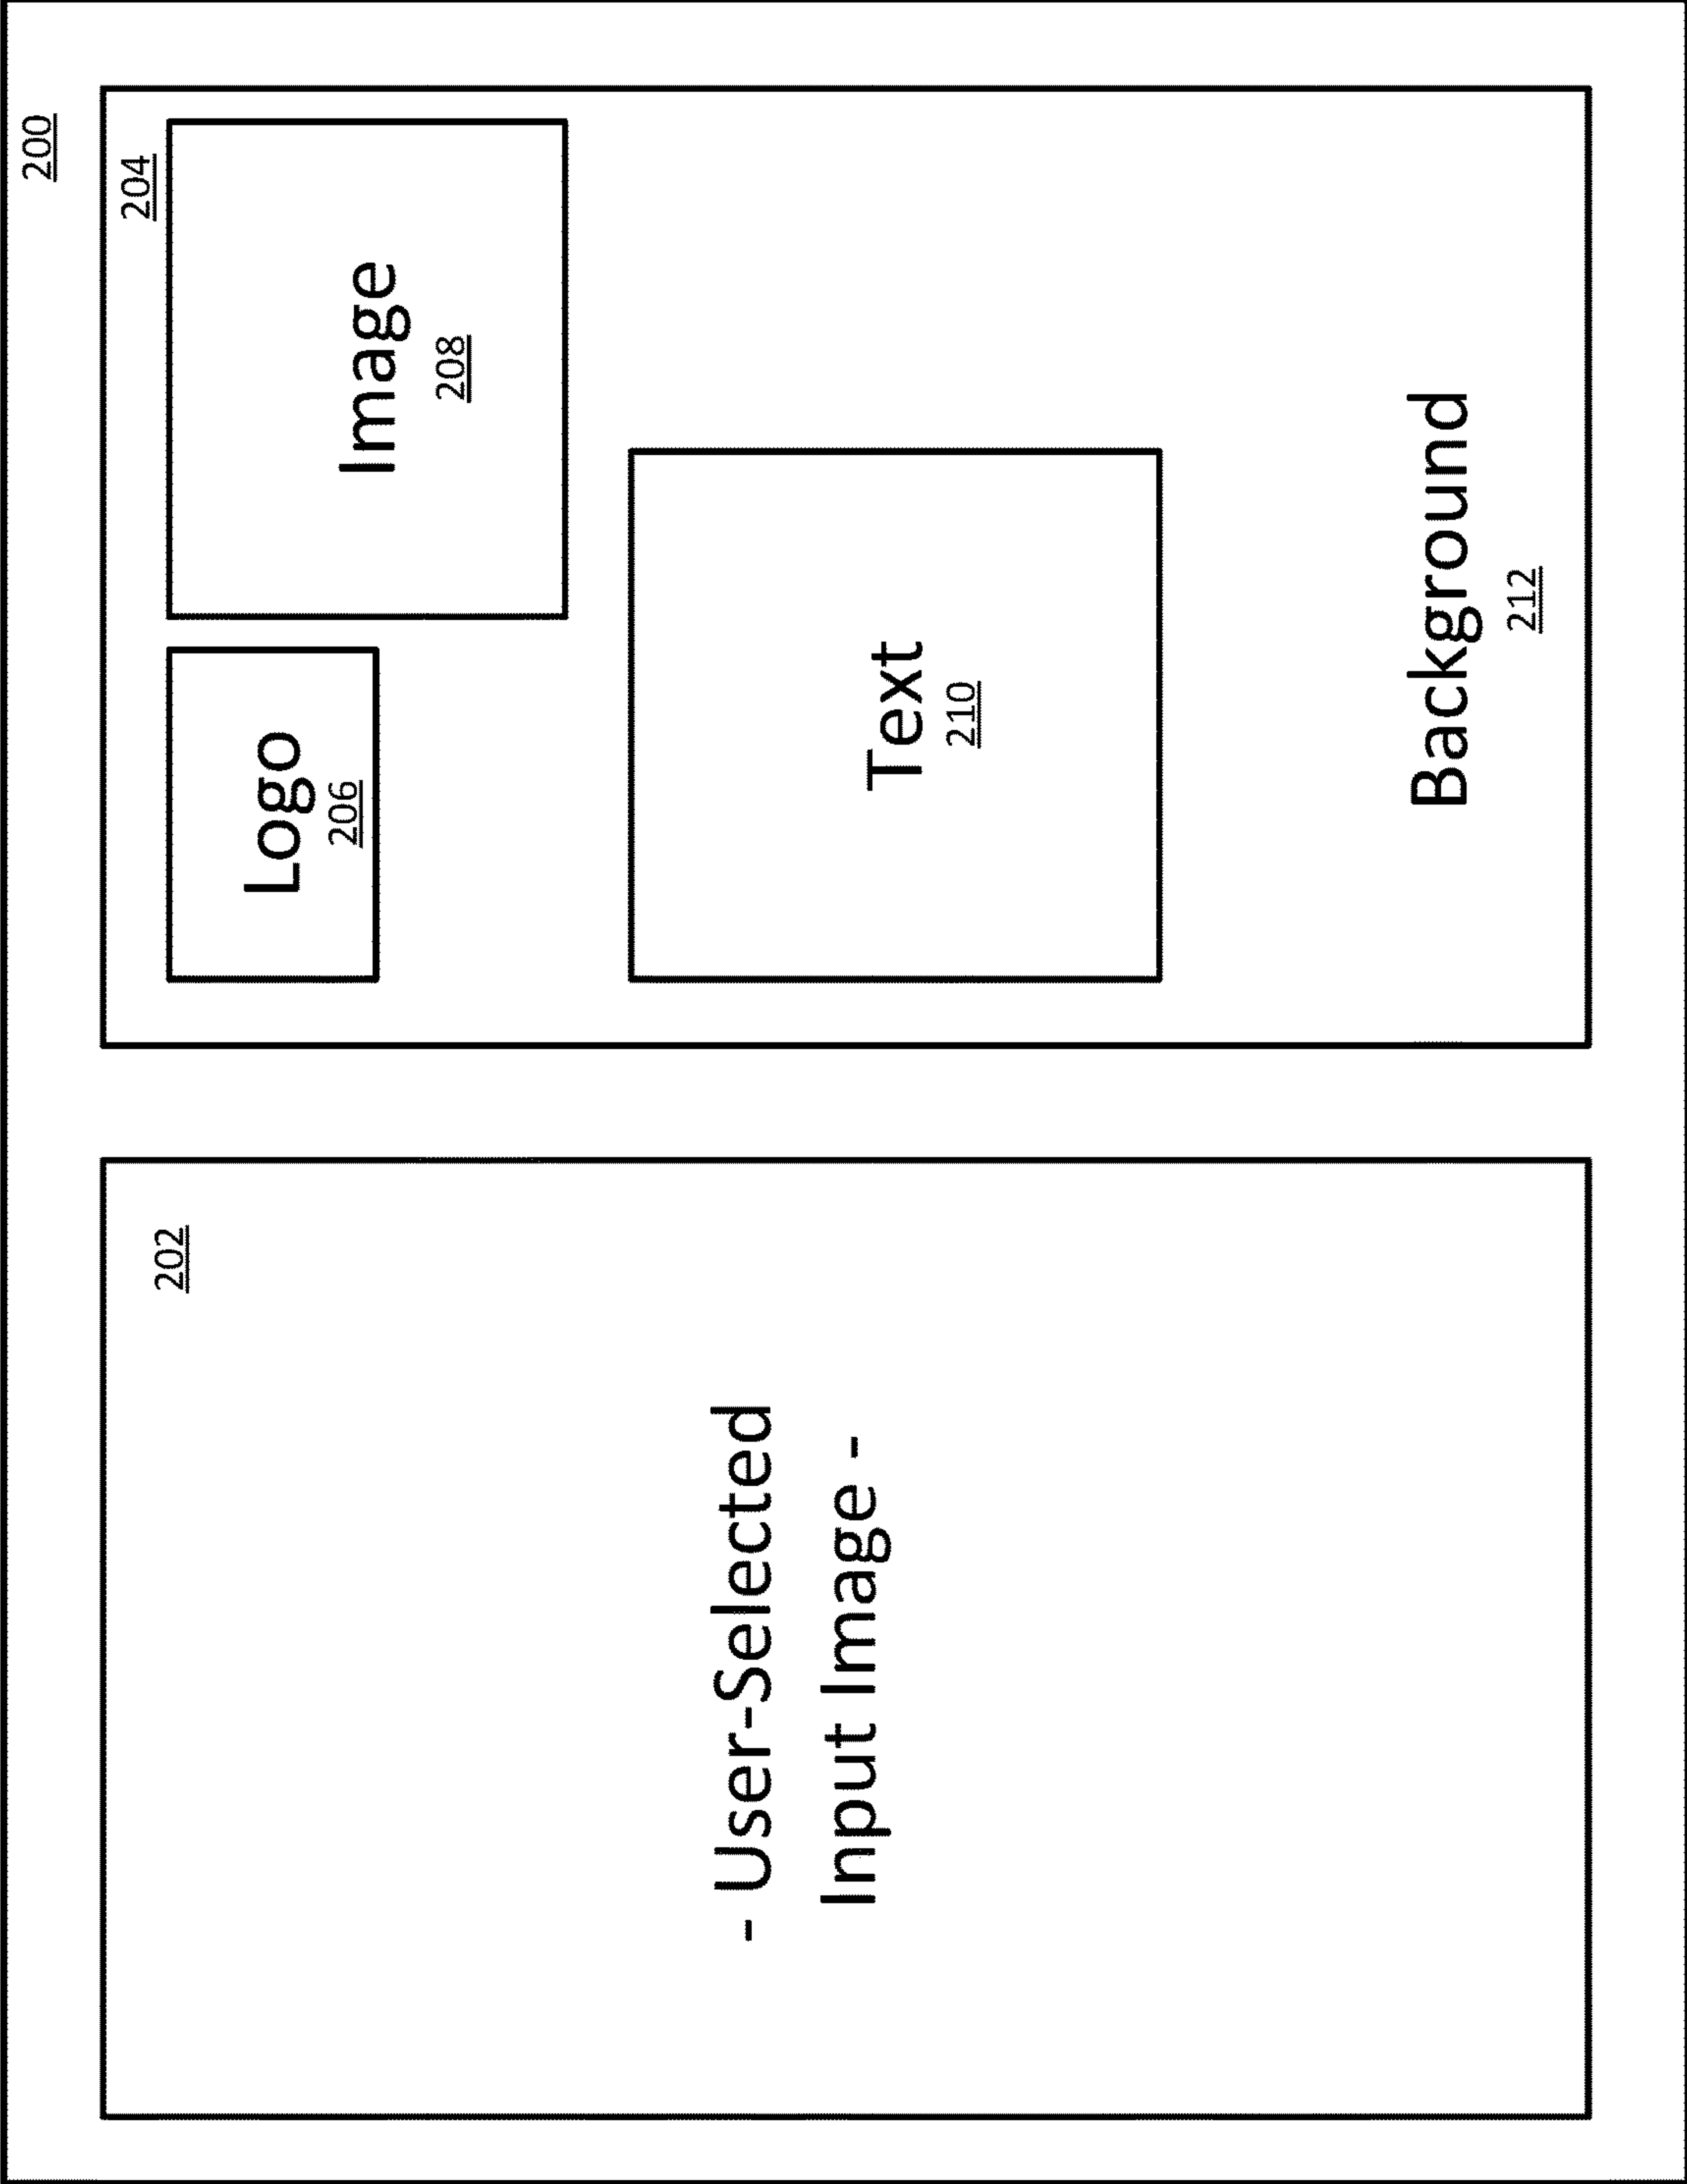 200
202
- User-Selected
Input Image -
204
Logo
206
Image
208
Text
210
Background
212